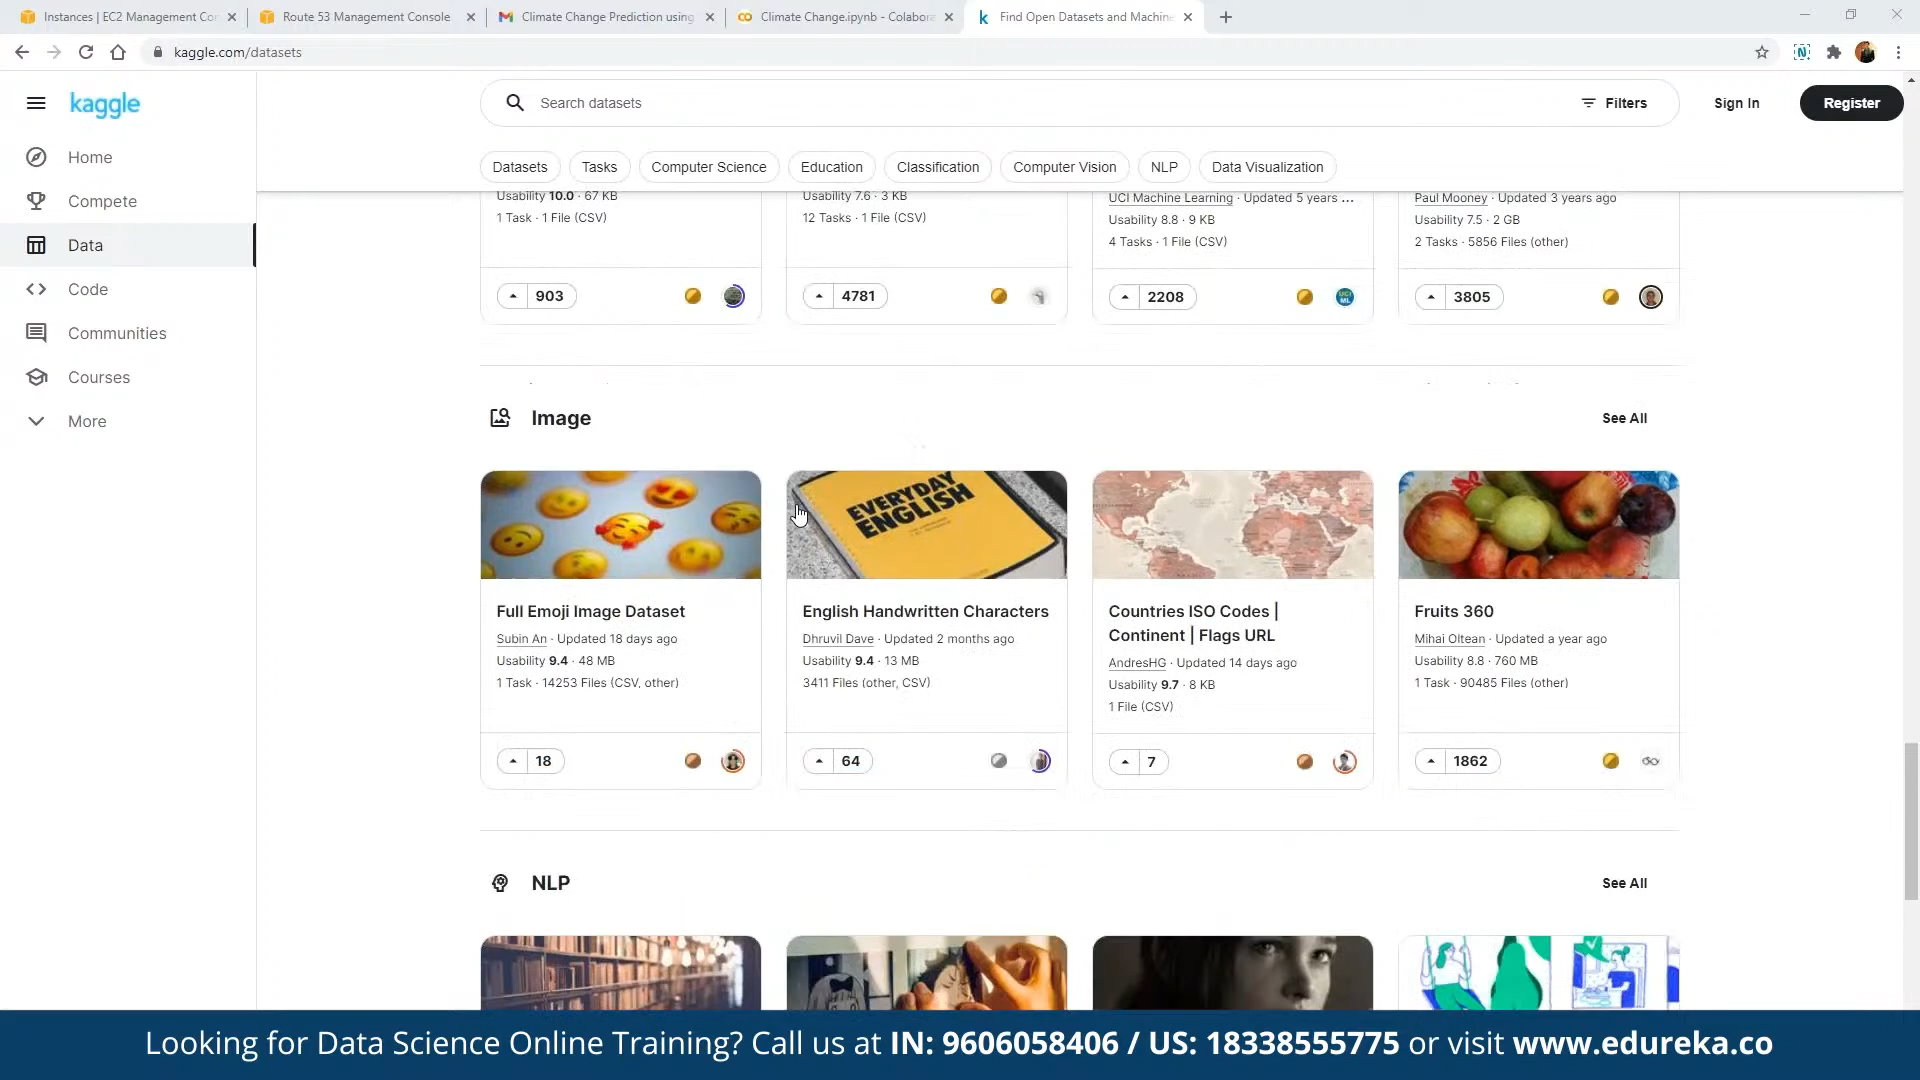 Instances | EC2 Management Co
Route 53 Management Console
Climate Change Prediction using
Climate Change.ipynb - Colabora
Find Open Datasets and Machine
kaggle.com/datasets
kaggle
Search datasets
Filters
Sign In
Register
Datasets
Tasks
Computer Science
Education
Classification
Computer Vision
NLP
Data Visualization
Home
Compete
Data
Code
Communities
Courses
More
Usability 10.0 · 67 KB
1 Task · 1 File (CSV)
903
Usability 7.6 · 3 KB
12 Tasks · 1 File (CSV)
4781
UCI Machine Learning · Updated 5 years ...
Usability 8.8 · 9 KB
4 Tasks · 1 File (CSV)
2208
UCI
ML
Paul Mooney · Updated 3 years ago
Usability 7.5 · 2 GB
2 Tasks · 5856 Files (other)
3805
Image
See All
Full Emoji Image Dataset
Subin An · Updated 18 days ago
Usability 9.4 · 48 MB
1 Task · 14253 Files (CSV, other)
18
EVERYDAY
ENGLISH
English Handwritten Characters
Dhruvil Dave · Updated 2 months ago
Usability 9.4 · 13 MB
3411 Files (other, CSV)
64
Countries ISO Codes |
Continent | Flags URL
AndresHG · Updated 14 days ago
Usability 9.7 · 8 KB
1 File (CSV)
7
Fruits 360
Mihai Oltean · Updated a year ago
Usability 8.8 · 760 MB
1 Task · 90485 Files (other)
1862
NLP
See All
Looking for Data Science Online Training? Call us at IN: 9606058406 / US: 18338555775 or visit www.edureka.co